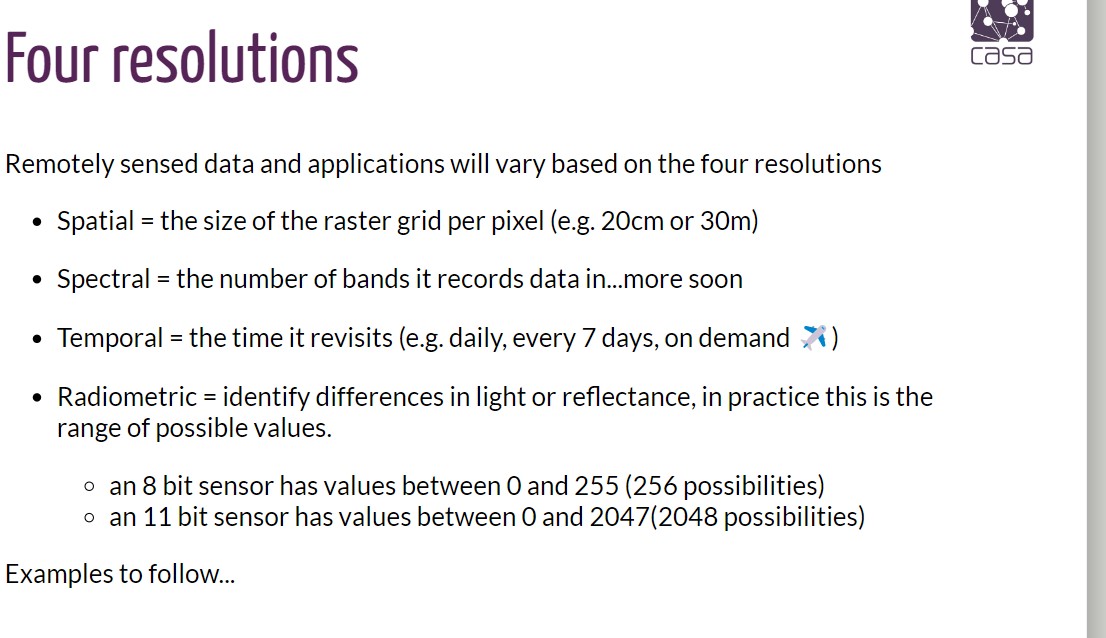 casa
Four resolutions
Remotely sensed data and applications will vary based on the four resolutions
• Spatial = the size of the raster grid per pixel (e.g. 20cm or 30m)
• Spectral = the number of bands it records data in...more soon
• Temporal = the time it revisits (e.g. daily, every 7 days, on demand ✈️)
• Radiometric = identify differences in light or reflectance, in practice this is the
range of possible values.
◦ an 8 bit sensor has values between 0 and 255 (256 possibilities)
◦ an 11 bit sensor has values between 0 and 2047(2048 possibilities)
Examples to follow...